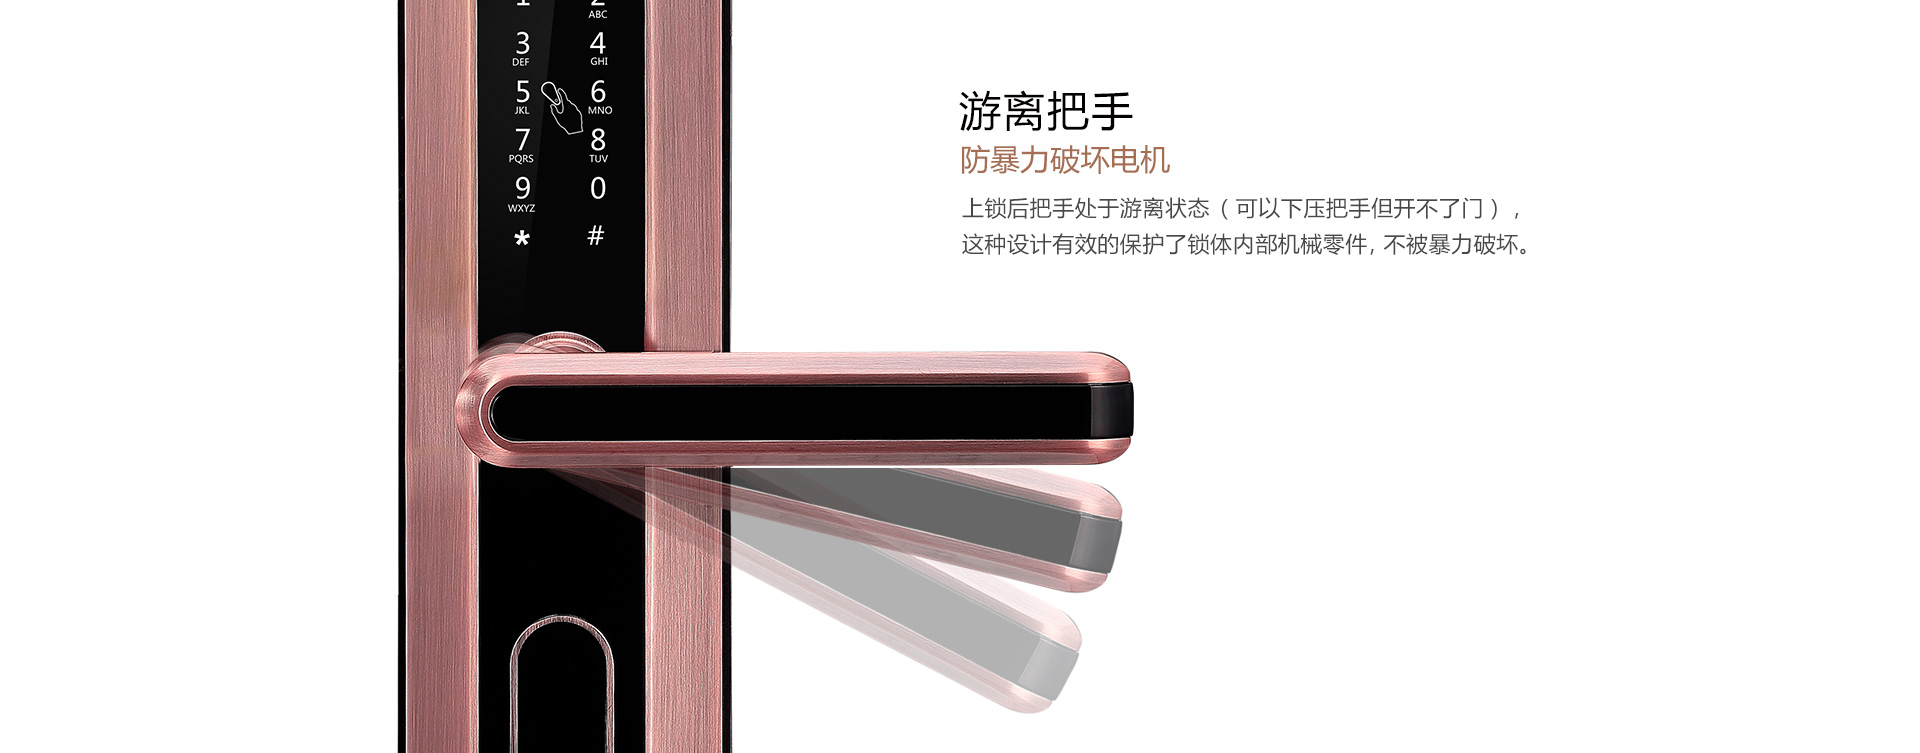 1 2
ABC
3 4
DEF GHI
5 6
JKL MNO
7 8
PQRS TUV
9 0
WXYZ
* #
游离把手
防暴力破坏电机
上锁后把手处于游离状态（可以下压把手但开不了门），
这种设计有效的保护了锁体内部机械零件, 不被暴力破坏。